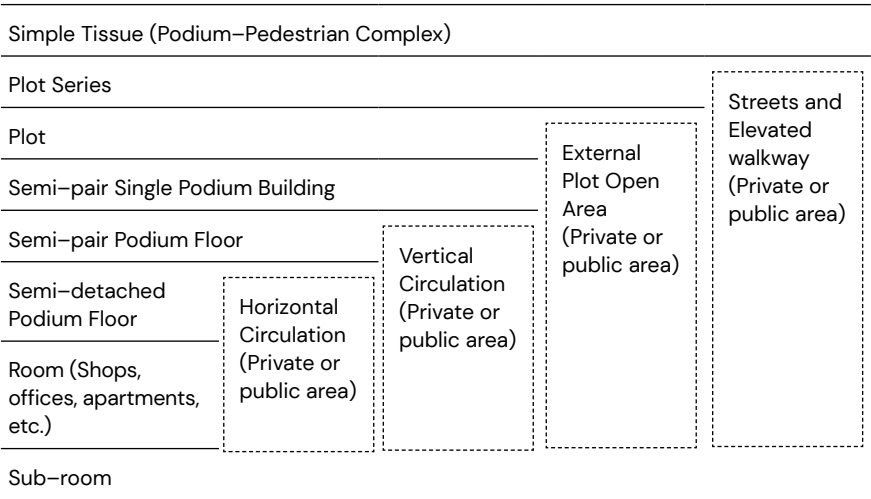 Simple Tissue (Podium–Pedestrian Complex)
Plot Series
Plot
Semi–pair Single Podium Building
Semi–pair Podium Floor
Semi–detached
Podium Floor
Room (Shops,
offices, apartments,
etc.)
Sub–room
Horizontal
Circulation
(Private or
public area)
Vertical
Circulation
(Private or
public area)
External
Plot Open
Area
(Private or
public area)
Streets and
Elevated
walkway
(Private or
public area)